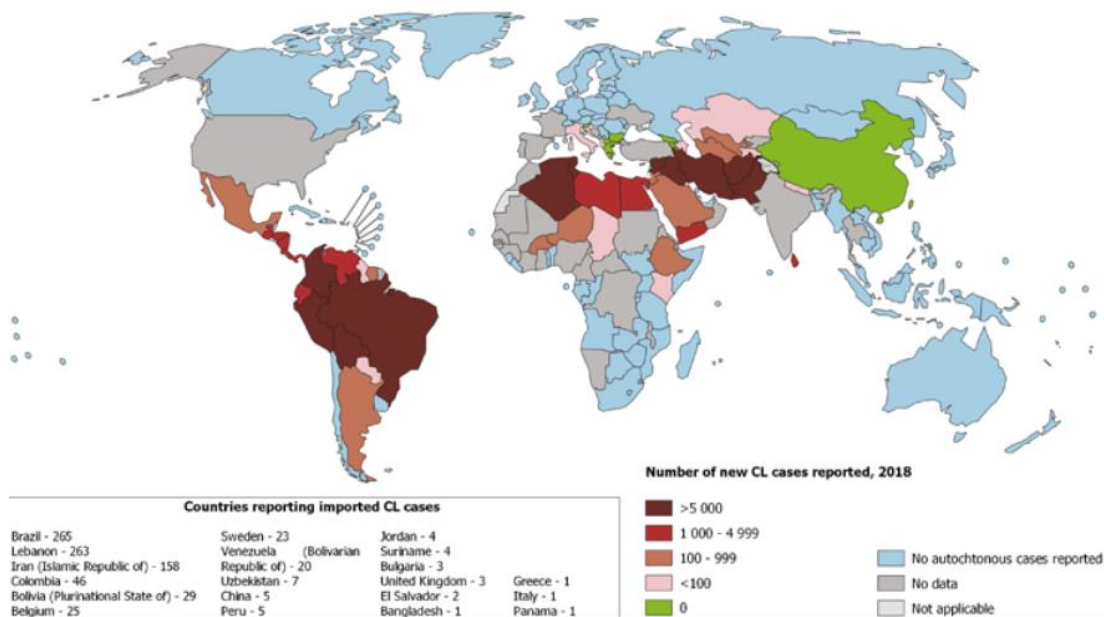 Number of new CL cases reported, 2018
>5 000
1 000 - 4 999
100 - 999
<100
0
No autochtonous cases reported
No data
Not applicable
Countries reporting imported CL cases
Brazil - 265
Lebanon - 263
Iran (Islamic Republic of) - 158
Colombia - 46
Bolivia (Plurinational State of) - 29
Belgium - 25
Sweden - 23
Venezuela (Bolivarian
Republic of) - 20
Uzbekistan - 7
China - 5
Peru - 5
Jordan - 4
Suriname - 4
Bulgaria - 3
United Kingdom - 3
El Salvador - 2
Bangladesh - 1
Greece - 1
Italy - 1
Panama - 1